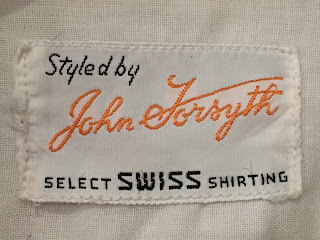 Styled by
John Forsyth
SELECT SWISS SHIRTING